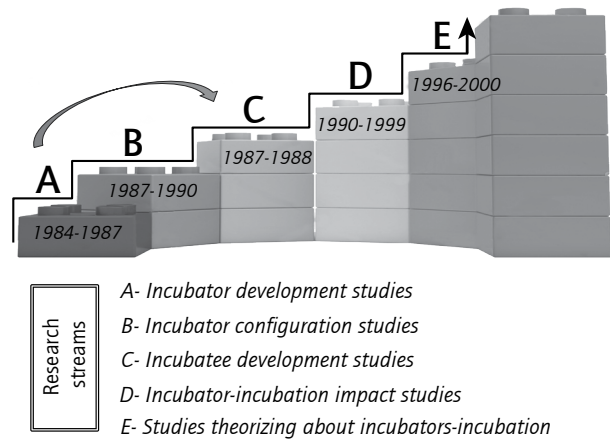 A
1984-1987
B
1987-1990
C
1987-1988
D
1990-1999
E
1996-2000
Research
streams
A- Incubator development studies
B- Incubator configuration studies
C- Incubatee development studies
D- Incubator-incubation impact studies
E- Studies theorizing about incubators-incubation